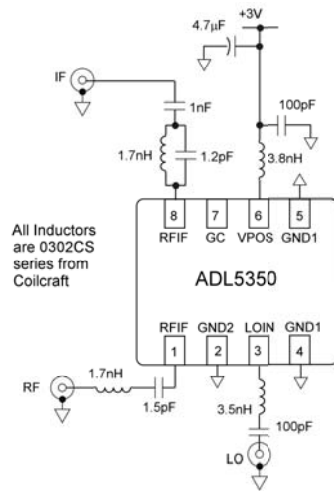 +3V
4.7µF
IF
1nF
100pF
1.7nH
1.2pF
3.8nH
All Inductors
are 0302CS
series from
Coilcraft
8 7 6 5
RFIF GC VPOS GND1
ADL5350
RFIF GND2 LOIN GND1
1 2 3 4
1.7nH
RF
1.5pF
3.5nH
100pF
LO